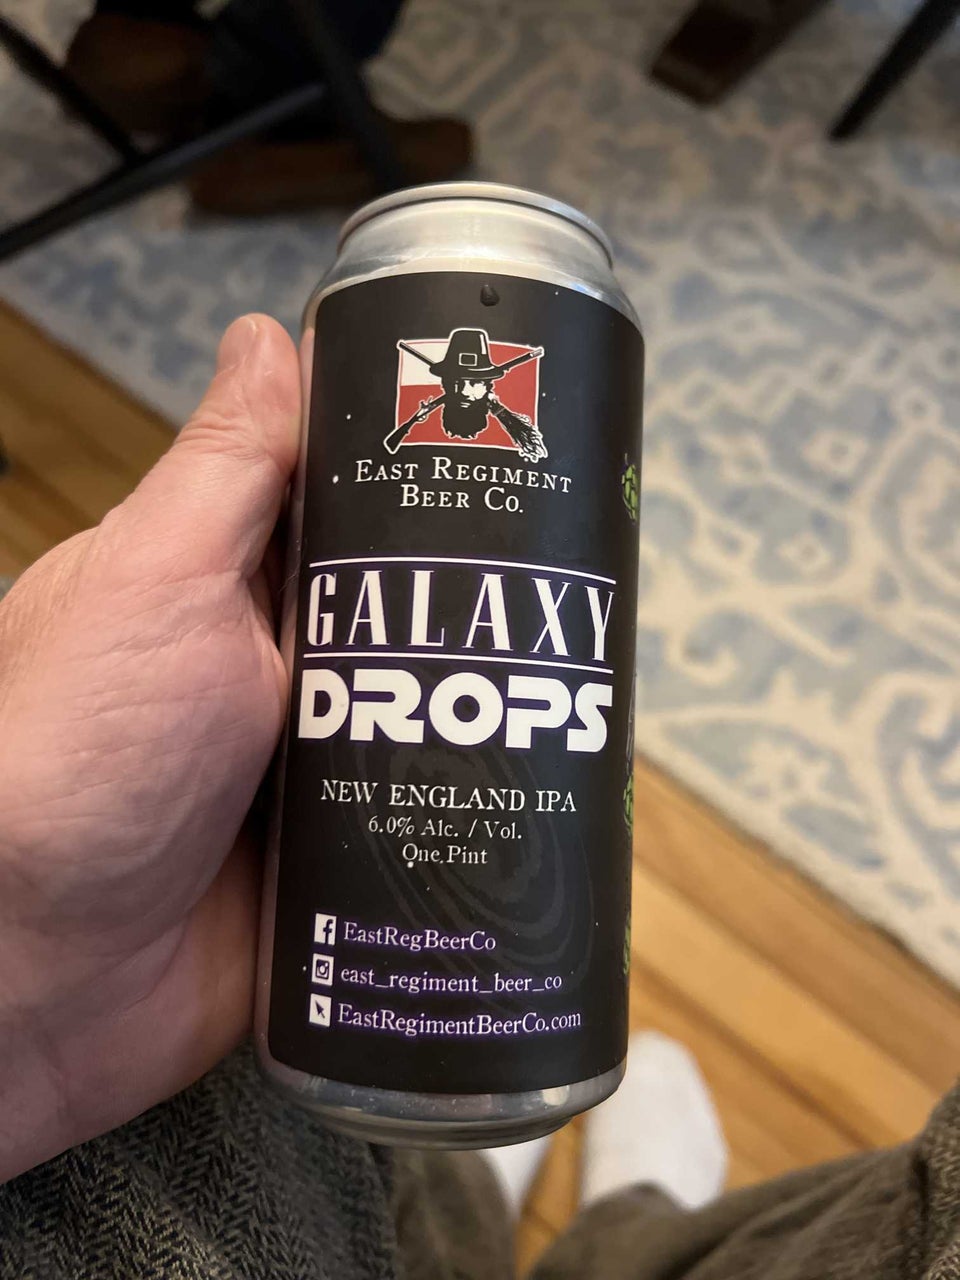 East Regiment
Beer Co.
GALAXY
DROPS
NEW ENGLAND IPA
6.0% Alc. / Vol.
One Pint
EastRegBeerCo
east_regiment_beer_co
EastRegimentBeerCo.com